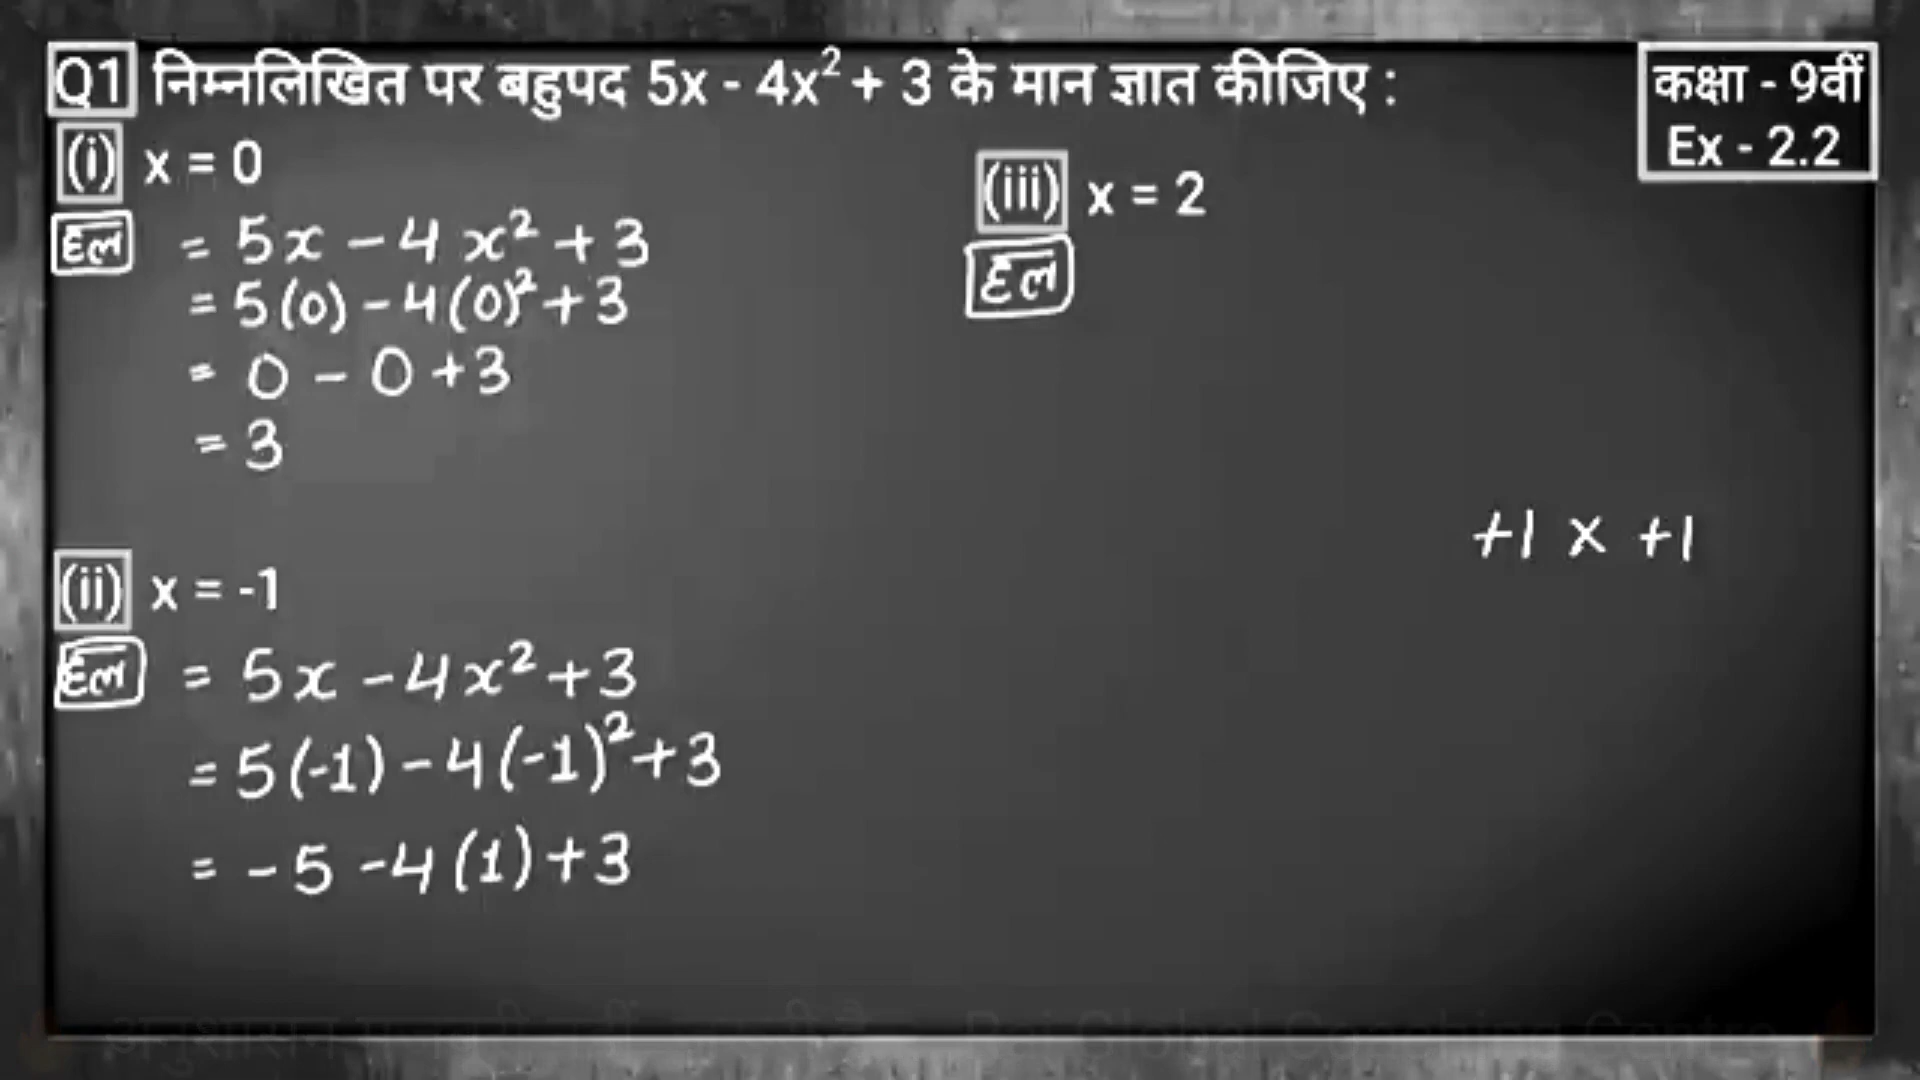 Q1 निम्नलिखित पर बहुपद 5x - 4x² + 3 के मान ज्ञात कीजिए :
कक्षा - 9वीं
Ex - 2.2
(i) x = 0
हल = 5x - 4x² + 3
= 5(0) - 4(0)² + 3
= 0 - 0 + 3
= 3
(ii) x = -1
हल = 5x - 4x² + 3
= 5(-1) - 4(-1)² + 3
= -5 -4(1) + 3
(iii) x = 2
हल
+1 x +1